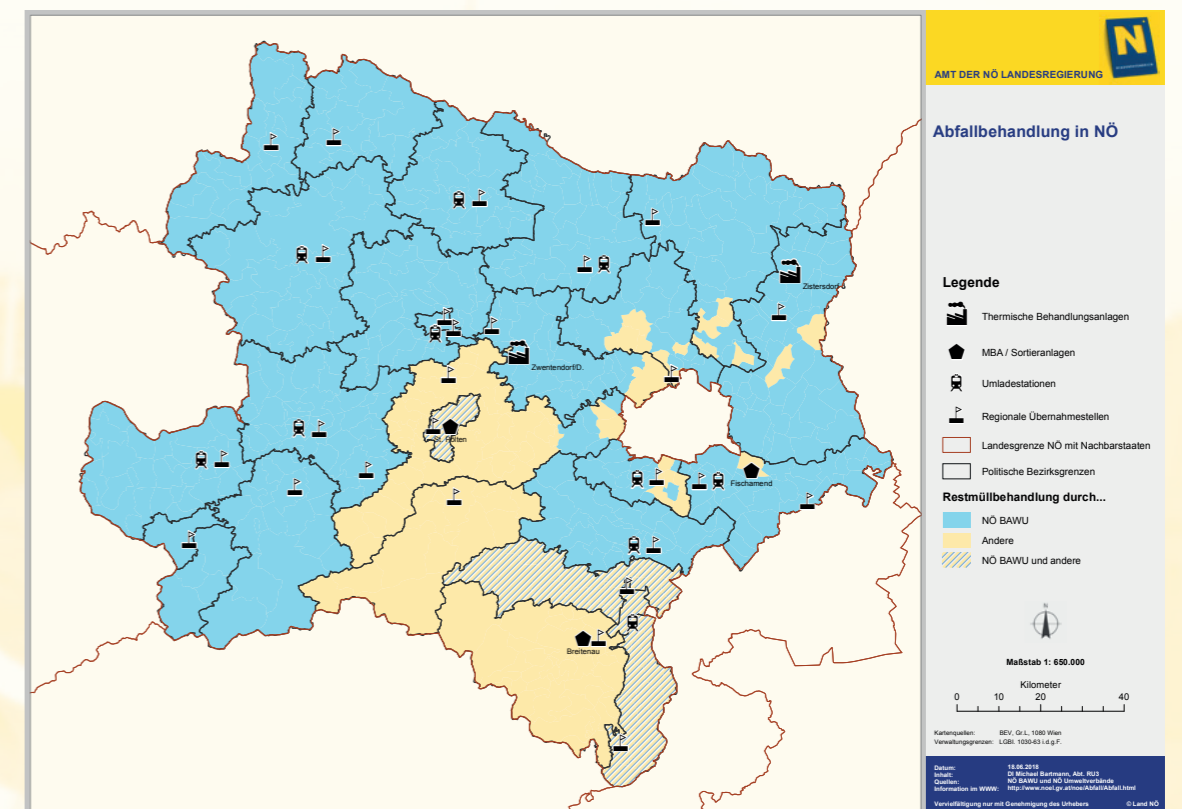 N
AMT DER NÖ LANDESREGIERUNG
Abfallbehandlung in NÖ
Legende
Thermische Behandlungsanlagen
MBA / Sortieranlagen
Umladestationen
Regionale Übernahmestellen
Landesgrenze NÖ mit Nachbarstaaten
Politische Bezirksgrenzen
Restmüllbehandlung durch...
NÖ BAWU
Andere
NÖ BAWU und andere
N
Maßstab 1: 650.000
Kilometer
0 10 20 40
Kartenquellen: BEV, Gr.L, 1080 Wien
Verwaltungsgrenzen: LGBl. 1030-83 i.d.g.F.
Datum: 18.06.2018
Inhalt: DI Michael Bartmann, Abt. RU3
Quellen: NÖ BAWU und NÖ Umweltverbände
Information im WWW: http://www.noel.gv.at/noe/Abfall/Abfall.html
Vervielfältigung nur mit Genehmigung des Urhebers © Land NÖ
Zistersdorf
Zwentendorf/D.
St. Pölten
Fischamend
Breitenau